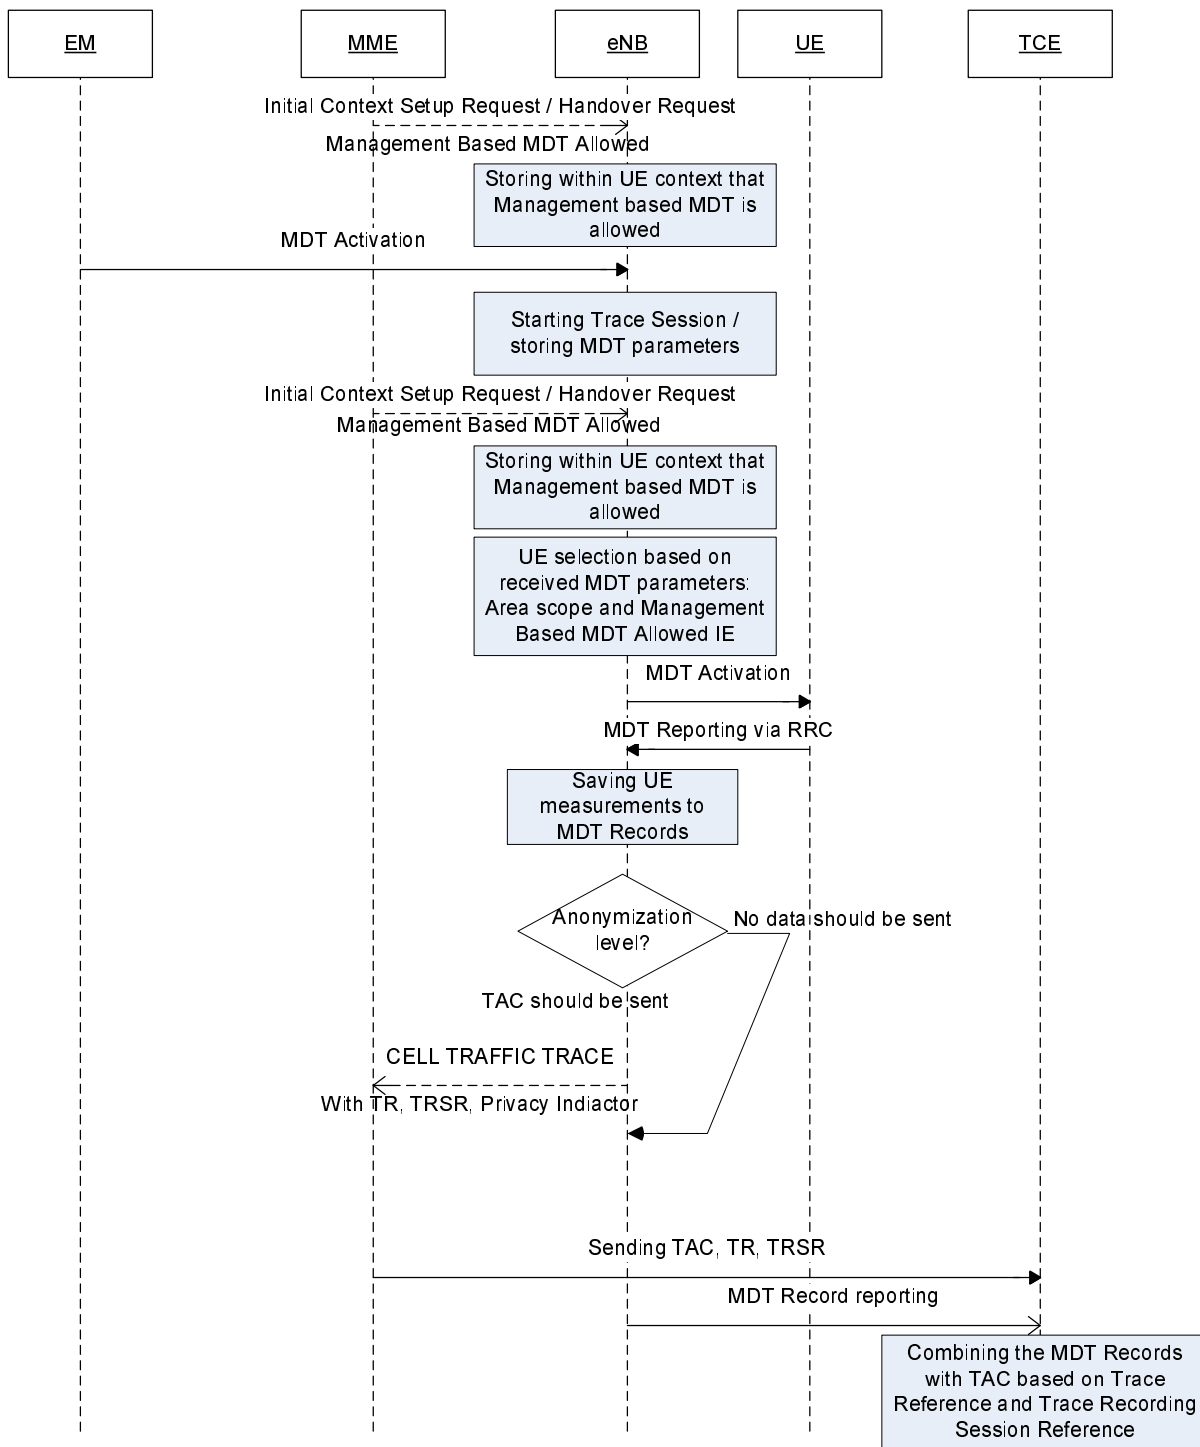 EM
MME
eNB
UE
TCE
Initial Context Setup Request / Handover Request
Management Based MDT Allowed
Storing within UE context that
Management based MDT is
allowed
MDT Activation
Starting Trace Session /
storing MDT parameters
Initial Context Setup Request / Handover Request
Management Based MDT Allowed
Storing within UE context that
Management based MDT is
allowed
UE selection based on
received MDT parameters:
Area scope and Management
Based MDT Allowed IE
MDT Activation
MDT Reporting via RRC
Saving UE
measurements to
MDT Records
Anonymization
level?
No data should be sent
TAC should be sent
CELL TRAFFIC TRACE
With TR, TRSR, Privacy Indiactor
Sending TAC, TR, TRSR
MDT Record reporting
Combining the MDT Records
with TAC based on Trace
Reference and Trace Recording
Session Reference